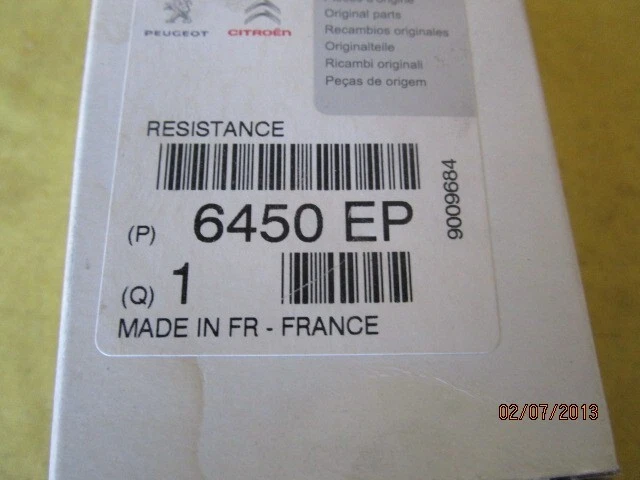 PEUGEOT CITROËN
Original parts
Recambios originales
Originalteile
Ricambi originali
Peças de origem
RESISTANCE
(P) 6450 EP
9009684
(Q) 1
MADE IN FR - FRANCE
02/07/2013